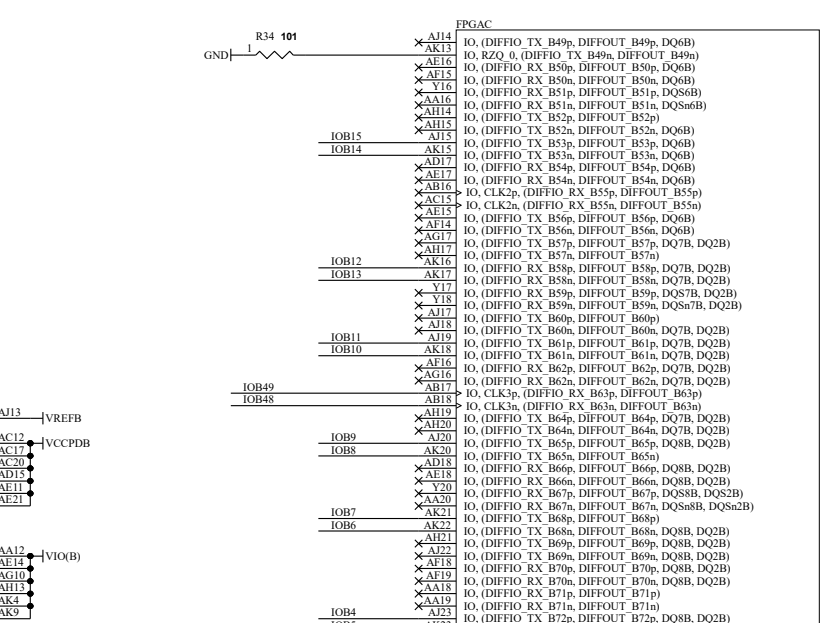 FPGAC
R34 101
GND 1
AJ14 IO, (DIFFIO_TX_B49p, DIFFOUT_B49p, DQ6B)
AK13 IO, RZQ_0, (DIFFIO_TX_B49n, DIFFOUT_B49n)
AE16 IO, (DIFFIO_RX_B50p, DIFFOUT_B50p, DQ6B)
AF15 IO, (DIFFIO_RX_B50n, DIFFOUT_B50n, DQ6B)
Y16 IO, (DIFFIO_RX_B51p, DIFFOUT_B51p, DQS6B)
AA16 IO, (DIFFIO_RX_B51n, DIFFOUT_B51n, DQSn6B)
AH14 IO, (DIFFIO_TX_B52p, DIFFOUT_B52p)
AH15 IO, (DIFFIO_TX_B52n, DIFFOUT_B52n, DQ6B)
IOB15 AJ15 IO, (DIFFIO_TX_B53p, DIFFOUT_B53p, DQ6B)
IOB14 AK15 IO, (DIFFIO_TX_B53n, DIFFOUT_B53n, DQ6B)
AD17 IO, (DIFFIO_RX_B54p, DIFFOUT_B54p, DQ6B)
AE17 IO, (DIFFIO_RX_B54n, DIFFOUT_B54n, DQ6B)
AB16 IO, CLK2p, (DIFFIO_RX_B55p, DIFFOUT_B55p)
AC15 IO, CLK2n, (DIFFIO_RX_B55n, DIFFOUT_B55n)
AE15 IO, (DIFFIO_TX_B56p, DIFFOUT_B56p, DQ6B)
AF14 IO, (DIFFIO_TX_B56n, DIFFOUT_B56n, DQ6B)
AG17 IO, (DIFFIO_TX_B57p, DIFFOUT_B57p, DQ7B, DQ2B)
AH17 IO, (DIFFIO_TX_B57n, DIFFOUT_B57n)
IOB12 AK16 IO, (DIFFIO_RX_B58p, DIFFOUT_B58p, DQ7B, DQ2B)
IOB13 AK17 IO, (DIFFIO_RX_B58n, DIFFOUT_B58n, DQ7B, DQ2B)
Y17 IO, (DIFFIO_RX_B59p, DIFFOUT_B59p, DQS7B, DQ2B)
Y18 IO, (DIFFIO_RX_B59n, DIFFOUT_B59n, DQSn7B, DQ2B)
AJ17 IO, (DIFFIO_TX_B60p, DIFFOUT_B60p)
AJ18 IO, (DIFFIO_TX_B60n, DIFFOUT_B60n, DQ7B, DQ2B)
IOB11 AJ19 IO, (DIFFIO_TX_B61p, DIFFOUT_B61p, DQ7B, DQ2B)
IOB10 AK18 IO, (DIFFIO_TX_B61n, DIFFOUT_B61n, DQ7B, DQ2B)
AF16 IO, (DIFFIO_RX_B62p, DIFFOUT_B62p, DQ7B, DQ2B)
AG16 IO, (DIFFIO_RX_B62n, DIFFOUT_B62n, DQ7B, DQ2B)
IOB49 AB17 IO, CLK3p, (DIFFIO_RX_B63p, DIFFOUT_B63p)
IOB48 AB18 IO, CLK3n, (DIFFIO_RX_B63n, DIFFOUT_B63n)
AJ13 VREFB AH19 IO, (DIFFIO_TX_B64p, DIFFOUT_B64p, DQ7B, DQ2B)
AH20 IO, (DIFFIO_TX_B64n, DIFFOUT_B64n, DQ7B, DQ2B)
AC12 VCCPDB IOB9 AJ20 IO, (DIFFIO_TX_B65p, DIFFOUT_B65p, DQ8B, DQ2B)
AC17 IOB8 AK20 IO, (DIFFIO_TX_B65n, DIFFOUT_B65n)
AC20 AD18 IO, (DIFFIO_RX_B66p, DIFFOUT_B66p, DQ8B, DQ2B)
AD15 AE18 IO, (DIFFIO_RX_B66n, DIFFOUT_B66n, DQ8B, DQ2B)
AE11 Y20 IO, (DIFFIO_RX_B67p, DIFFOUT_B67p, DQS8B, DQS2B)
AE21 AA20 IO, (DIFFIO_RX_B67n, DIFFOUT_B67n, DQSn8B, DQSn2B)
IOB7 AK21 IO, (DIFFIO_TX_B68p, DIFFOUT_B68p)
IOB6 AK22 IO, (DIFFIO_TX_B68n, DIFFOUT_B68n, DQ8B, DQ2B)
AH21 IO, (DIFFIO_TX_B69p, DIFFOUT_B69p, DQ8B, DQ2B)
AA12 VIO(B) AJ22 IO, (DIFFIO_TX_B69n, DIFFOUT_B69n, DQ8B, DQ2B)
AE14 AF18 IO, (DIFFIO_RX_B70p, DIFFOUT_B70p, DQ8B, DQ2B)
AG10 AF19 IO, (DIFFIO_RX_B70n, DIFFOUT_B70n, DQ8B, DQ2B)
AH13 AA18 IO, (DIFFIO_RX_B71p, DIFFOUT_B71p)
AK4 AA19 IO, (DIFFIO_RX_B71n, DIFFOUT_B71n)
AK9 IOB4 AJ23 IO, (DIFFIO_TX_B72p, DIFFOUT_B72p, DQ8B, DQ2B)